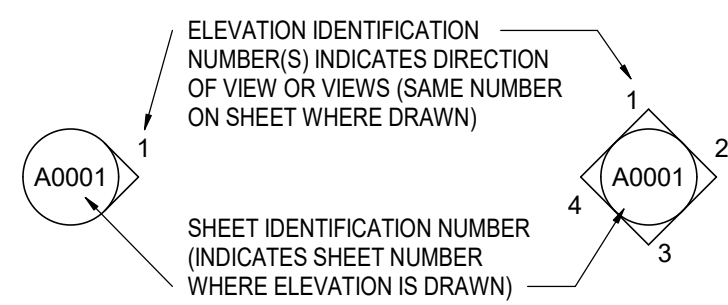 ELEVATION IDENTIFICATION
NUMBER(S) INDICATES DIRECTION
OF VIEW OR VIEWS (SAME NUMBER
ON SHEET WHERE DRAWN)
1
A0001
1
2
A0001
4
3
SHEET IDENTIFICATION NUMBER
(INDICATES SHEET NUMBER
WHERE ELEVATION IS DRAWN)